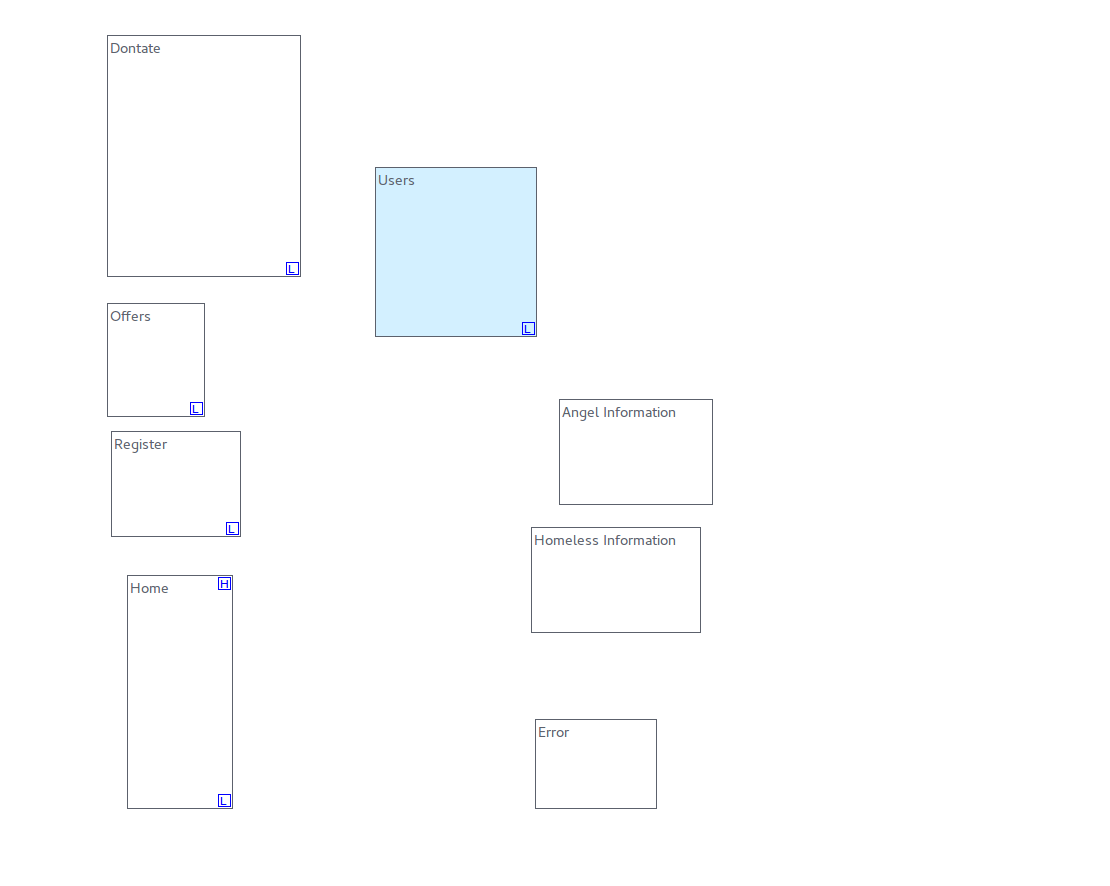 Dontate
L
Users
L
Offers
L
Angel Information
Register
L
Homeless Information
Home
H
L
Error